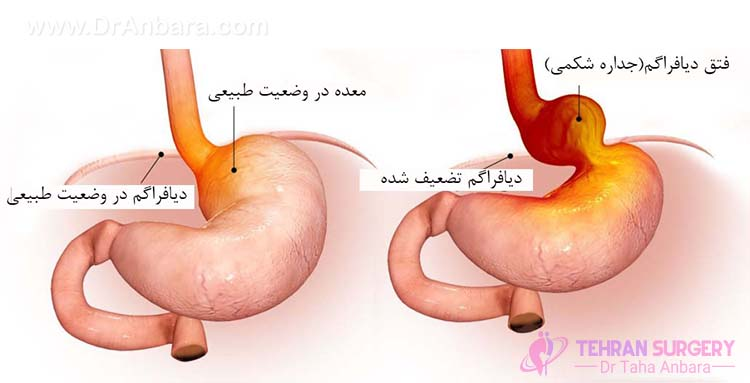 www.DrAnbara.com
فتق دیافراگم(جداره شکمی)
معده در وضعیت طبیعی
دیافراگم تضعیف شده
دیافراگم در وضعیت طبیعی
TEHRAN SURGERY
Dr Taha Anbara